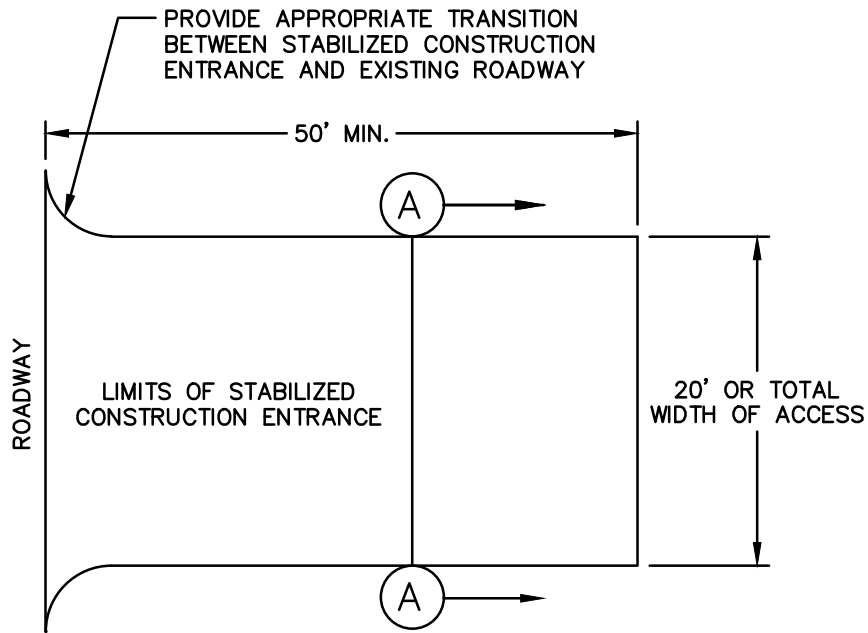 PROVIDE APPROPRIATE TRANSITION
BETWEEN STABILIZED CONSTRUCTION
ENTRANCE AND EXISTING ROADWAY
50' MIN.
A
ROADWAY
LIMITS OF STABILIZED
CONSTRUCTION ENTRANCE
20' OR TOTAL
WIDTH OF ACCESS
A